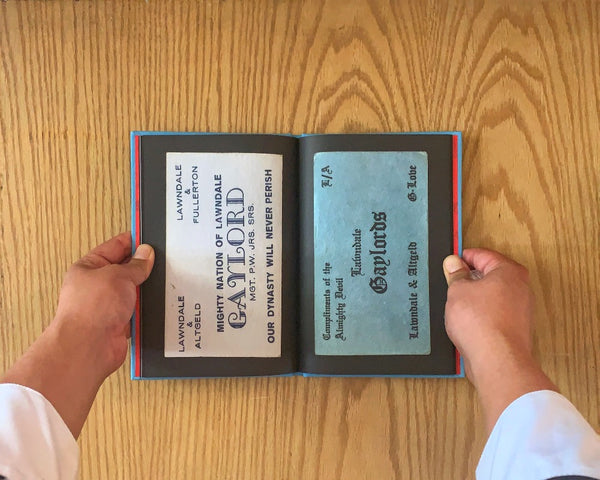 LAWNDALE
&
ALTGELD
LAWNDALE
&
FULLERTON
MIGHTY NATION OF LAWNDALE
GAYLORD
MGT. P.W. JRS. SRS.
OUR DYNASTY WILL NEVER PERISH
Compliments of the
Almighty Devil
L/A
Lawndale
Gaylords
Lawndale & Altgeld
G-Love